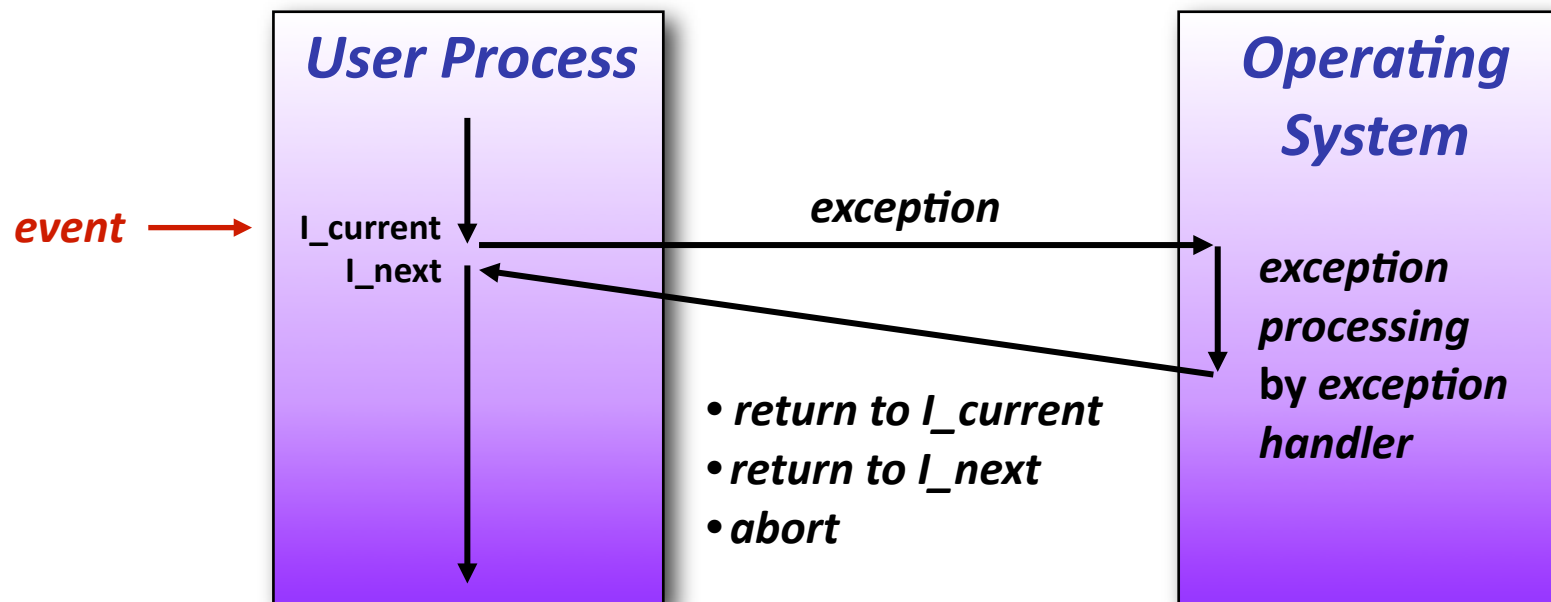 User Process
Operating
System
event
I_current
I_next
exception
exception
processing
by exception
handler
• return to I_current
• return to I_next
• abort